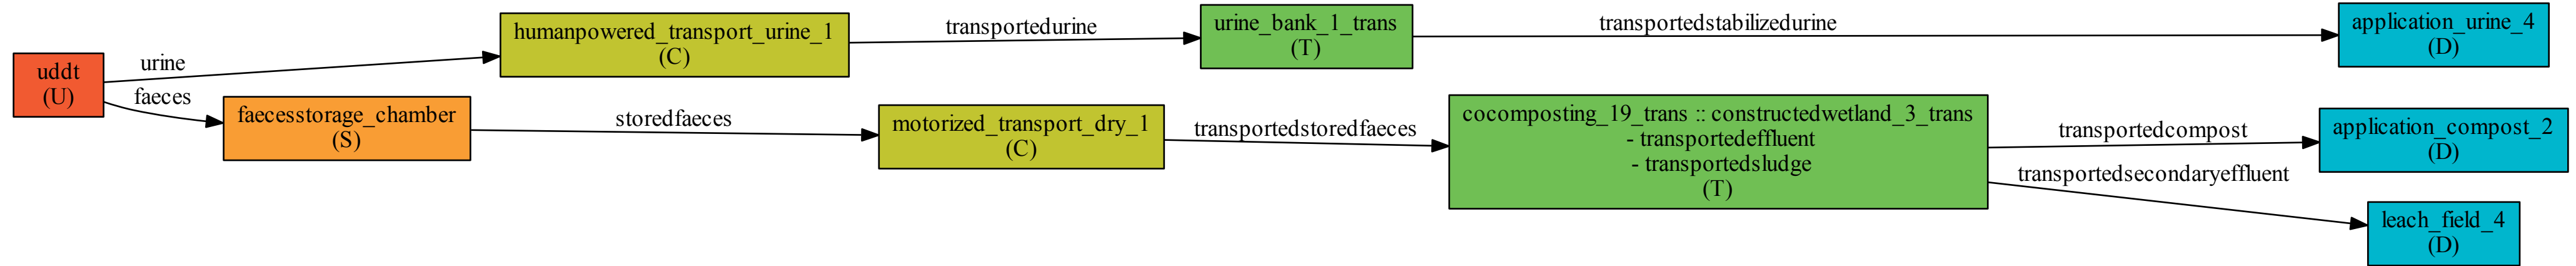 uddt
(U)
urine
faeces
humanpowered_transport_urine_1
(C)
transportedurine
urine_bank_1_trans
(T)
transportedstabilizedurine
application_urine_4
(D)
faecesstorage_chamber
(S)
storedfaeces
motorized_transport_dry_1
(C)
transportedstoredfaeces
cocomposting_19_trans :: constructedwetland_3_trans
- transportedeffluent
- transportedsludge
(T)
transportedcompost
application_compost_2
(D)
transportedsecondaryeffluent
leach_field_4
(D)